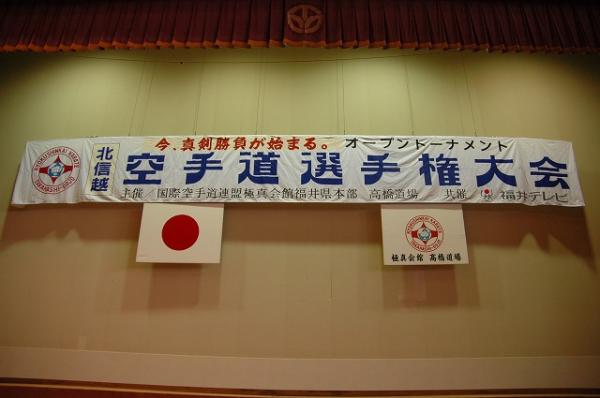 今、真剣勝負が始まる。 オープントーナメント
北信越 空手道選手権大会
主催／国際空手道連盟極真会館福井県本部 高橋道場 共催 福井テレビ
KYOKUSHINKAI KARATE
極真会館 高橋道場